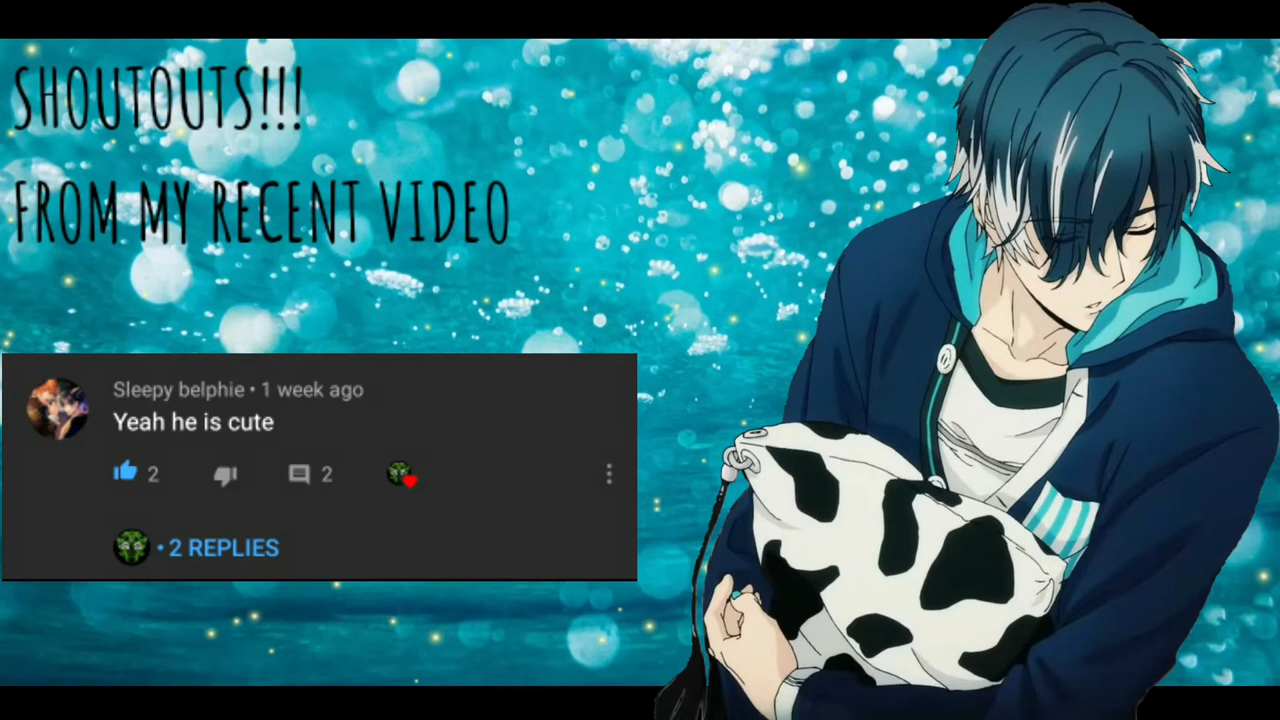 SHOUTOUTS!!!
FROM MY RECENT VIDEO
Sleepy belphie • 1 week ago
Yeah he is cute
2 2
• 2 REPLIES